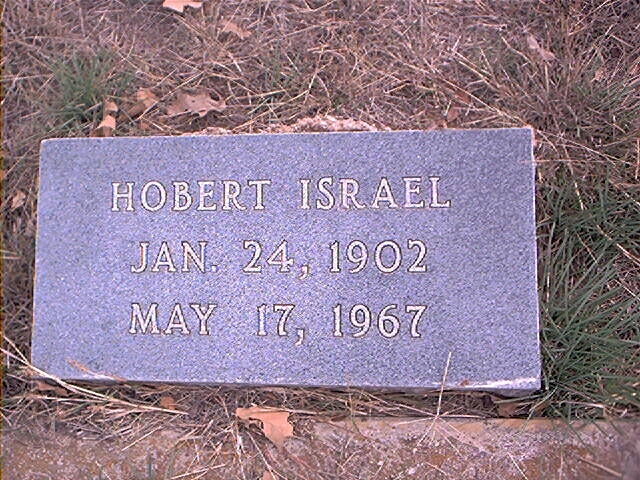 HOBERT ISRAEL
JAN. 24, 1902
MAY 17, 1967